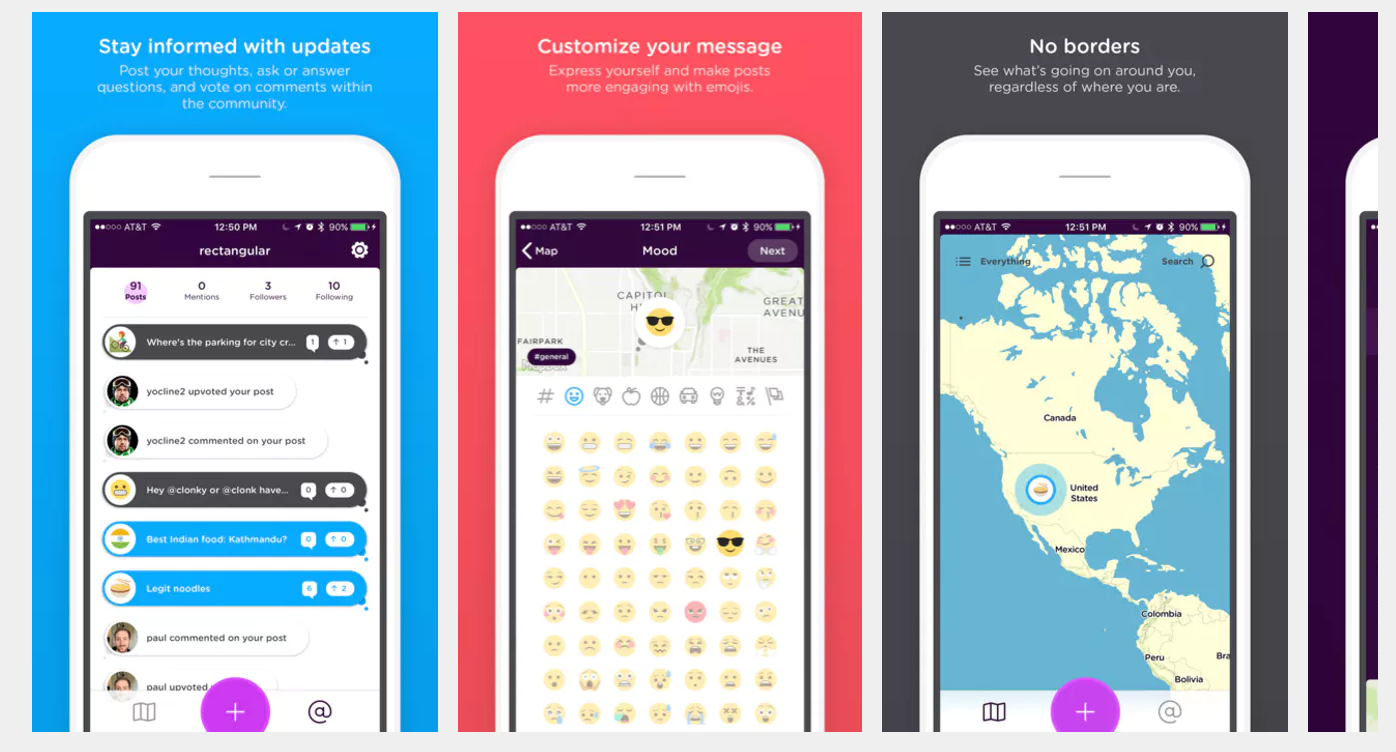 Stay informed with updates
Post your thoughts, ask or answer
questions, and vote on comments within
the community.
AT&T 12:50 PM 90%
rectangular
91 0 3 10
Posts Mentions Followers Following
Where's the parking for city cr... 1 1
yocline2 upvoted your post
yocline2 commented on your post
Hey @clonky or @clonk have... 0 0
Best Indian food: Kathmandu? 0 0
Legit noodles 6 2
paul commented on your post
paul upvoted
+ @
Customize your message
Express yourself and make posts
more engaging with emojis.
AT&T 12:51 PM 90%
Map Mood Next
CAPITOL
GREAT
AVENU
FAIRPARK
THE
AVENUES
#general
#
No borders
See what's going on around you,
regardless of where you are.
AT&T 12:51 PM 90%
Everything Search
Canada
United
States
Mexico
Colombia
Peru
Bra
Bolivia
+ @